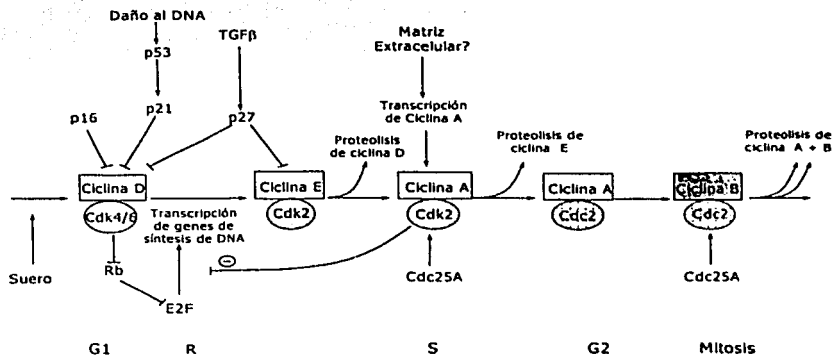 Daño al DNA
p53
p21
p16
TGFβ
p27
Matriz
Extracelular?
Transcripción
de Ciclina A
Proteolisis
de ciclina D
Proteolisis de
ciclina E
Proteolisis de
ciclina A + B
Ciclina D
Cdk4/6
Ciclina E
Cdk2
Ciclina A
Cdk2
Ciclina A
Cdc2
Ciclina B
Cdc2
Transcripción
de genes de
síntesis de DNA
Suero
Rb
E2F
−
Cdc25A
Cdc25A
G1
R
S
G2
Mitosis